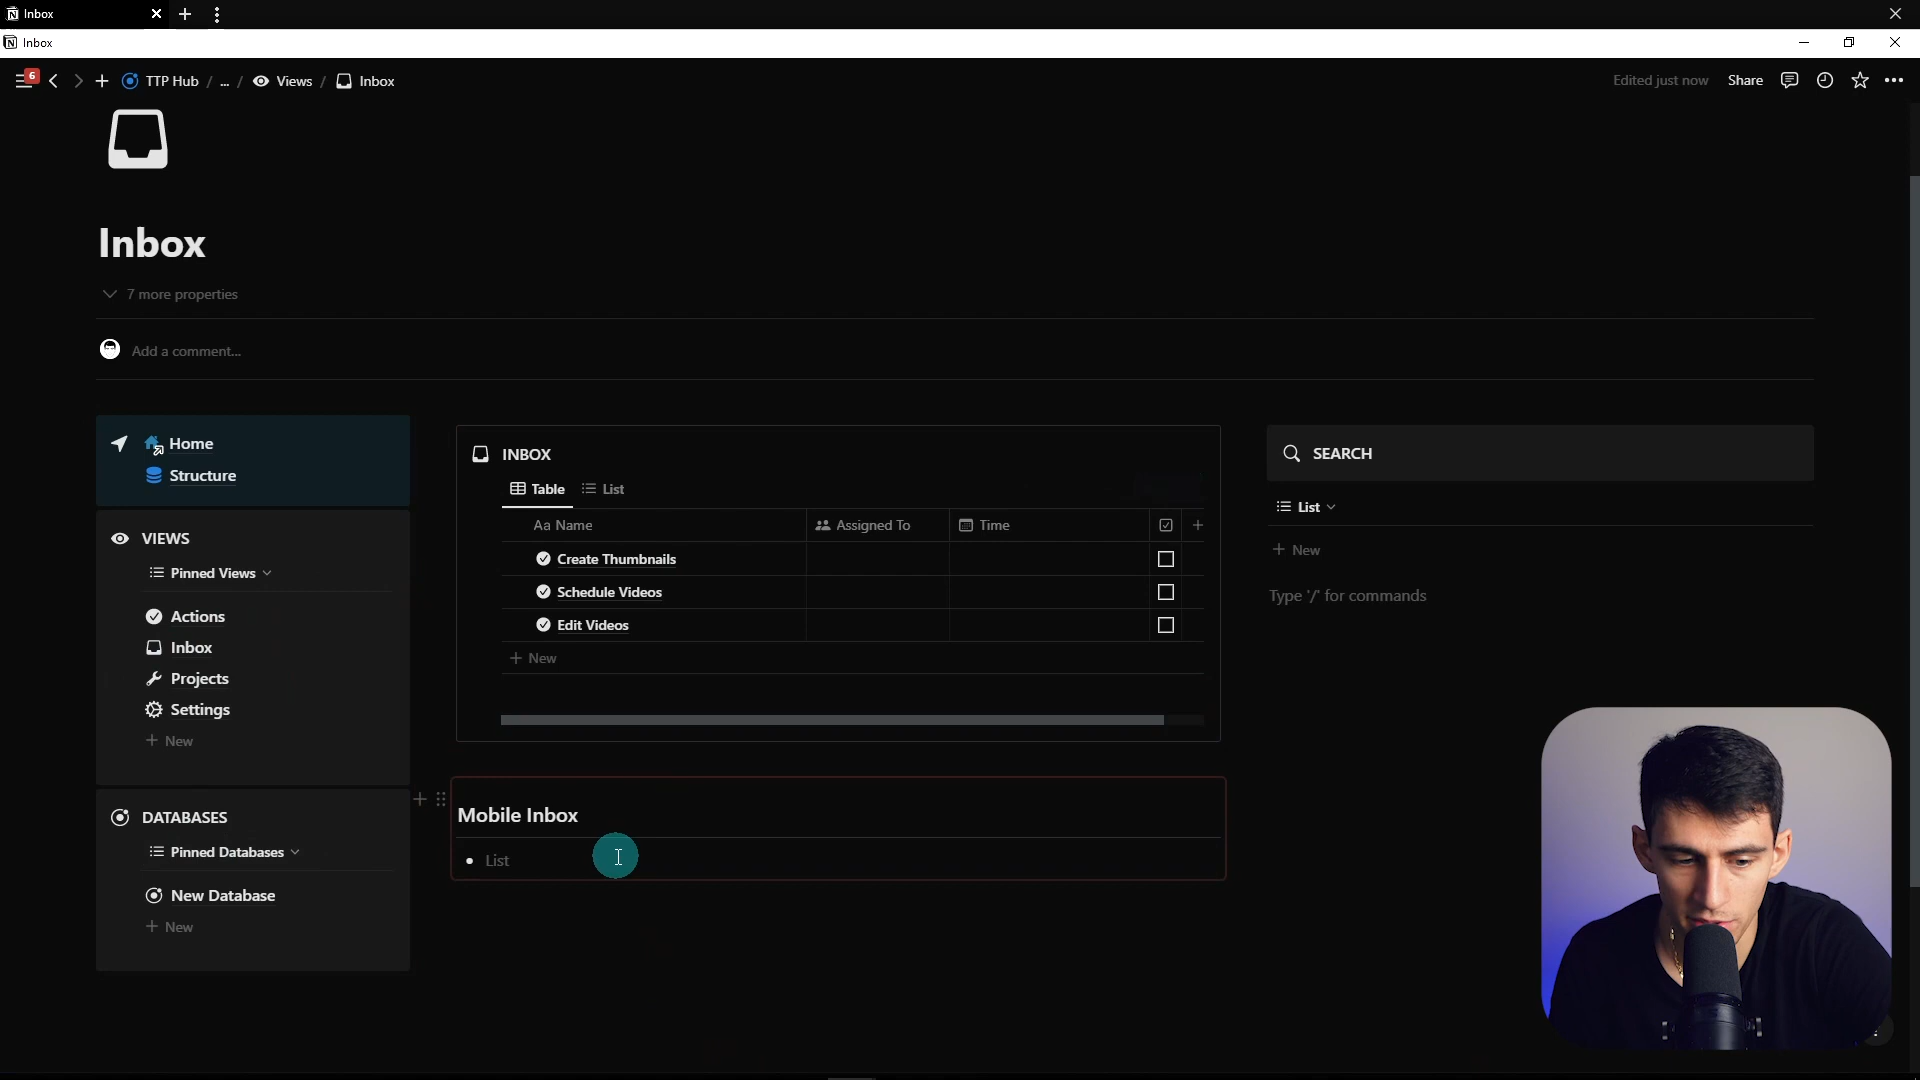 Inbox
Inbox
6
TTP Hub / ... / Views / Inbox
Edited just now Share
Inbox
7 more properties
Add a comment...
Home
Structure
VIEWS
Pinned Views
Actions
Inbox
Projects
Settings
+ New
DATABASES
Pinned Databases
New Database
+ New
INBOX
Table List
Aa Name Assigned To Time +
Create Thumbnails
Schedule Videos
Edit Videos
+ New
Mobile Inbox
• List
SEARCH
List
+ New
Type '/' for commands